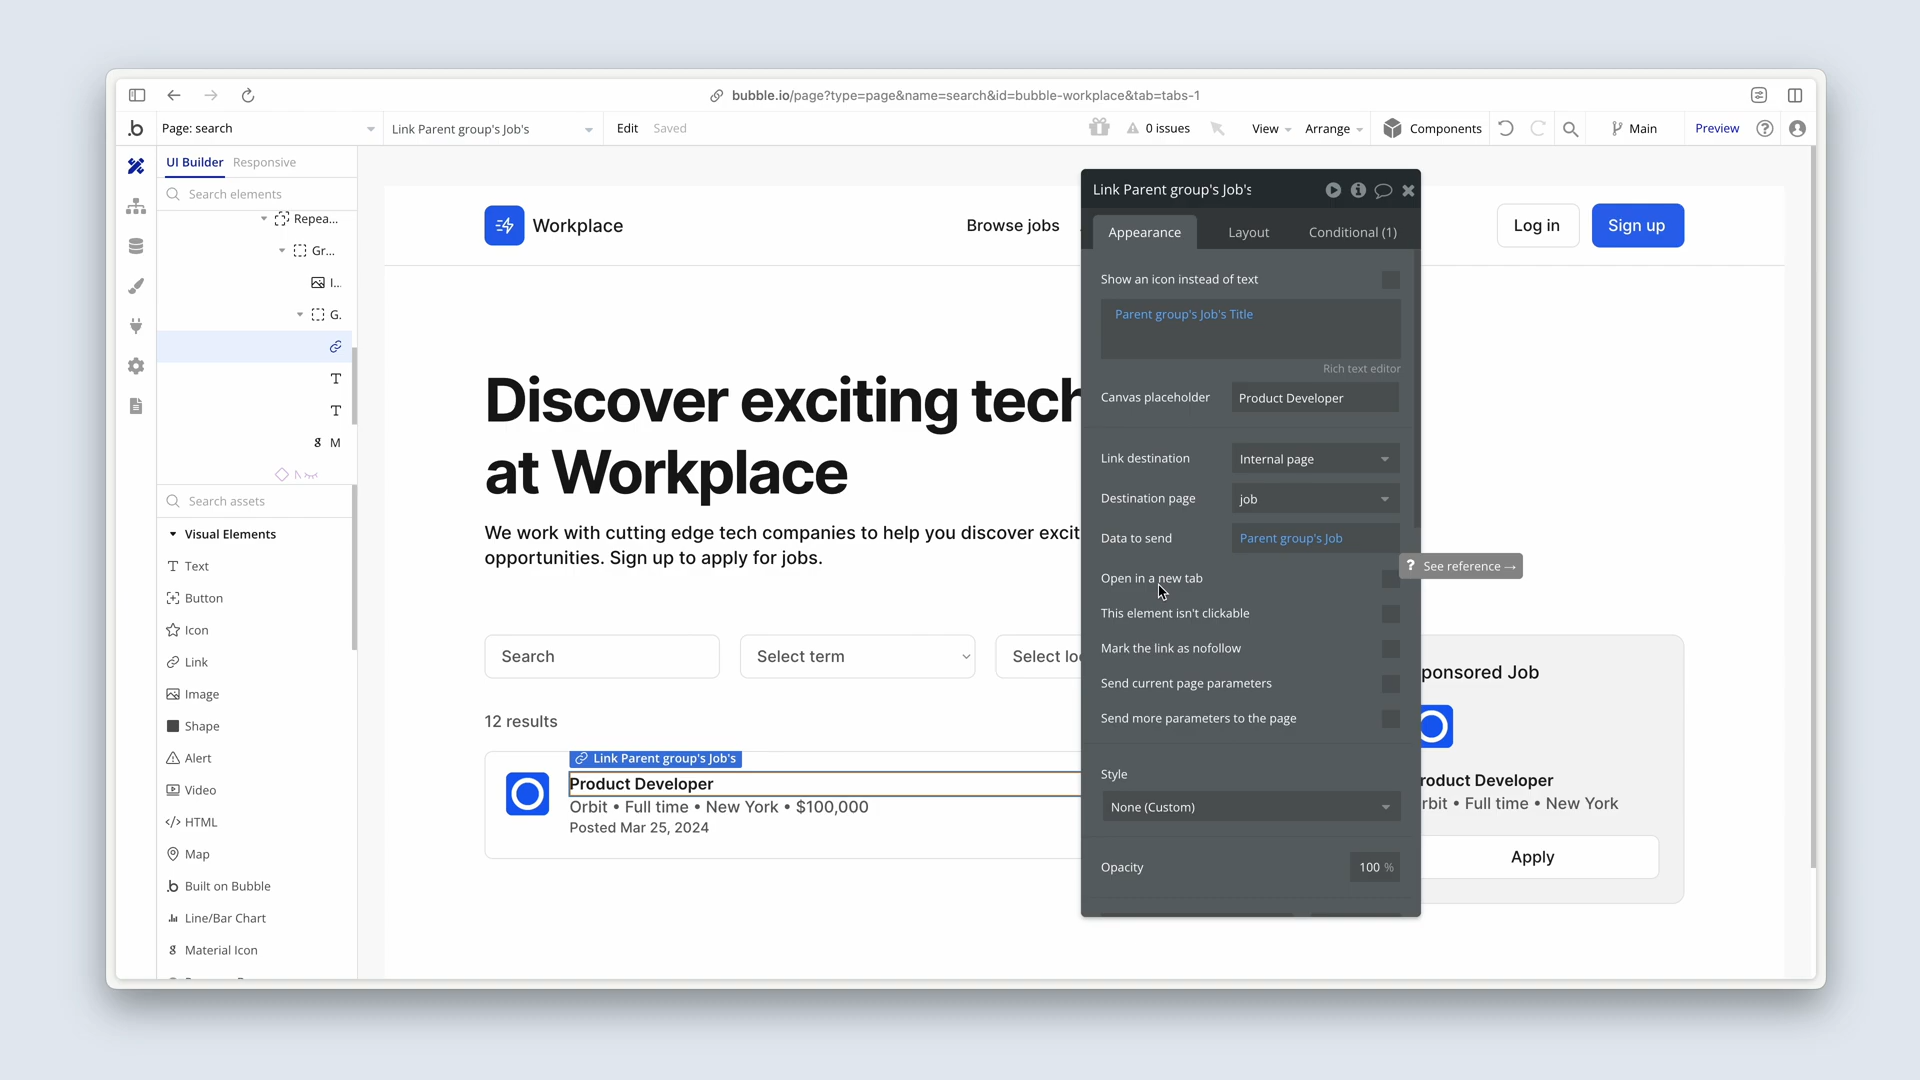 bubble.io/page?type=page&name=search&id=bubble-workplace&tab=tabs-1
Page: search
Link Parent group's Job's
Edit
Saved
0 issues
View
Arrange
Components
Main
Preview
UI Builder
Responsive
Search elements
Repea...
Gr...
I..
G.
T
T
M
Search assets
Visual Elements
Text
Button
Icon
Link
Image
Shape
Alert
Video
HTML
Map
Built on Bubble
Line/Bar Chart
Material Icon
Workplace
Browse jobs
Log in
Sign up
Discover exciting tech
at Workplace
We work with cutting edge tech companies to help you discover excit
opportunities. Sign up to apply for jobs.
Search
Select term
Select lo
12 results
Link Parent group's Job's
Product Developer
Orbit • Full time • New York • $100,000
Posted Mar 25, 2024
Link Parent group's Job's
Appearance
Layout
Conditional (1)
Show an icon instead of text
Parent group's Job's Title
Rich text editor
Canvas placeholder
Product Developer
Link destination
Internal page
Destination page
job
Data to send
Parent group's Job
? See reference →
Open in a new tab
This element isn't clickable
Mark the link as nofollow
Send current page parameters
Send more parameters to the page
Style
None (Custom)
Opacity
100 %
ponsored Job
roduct Developer
rbit • Full time • New York
Apply